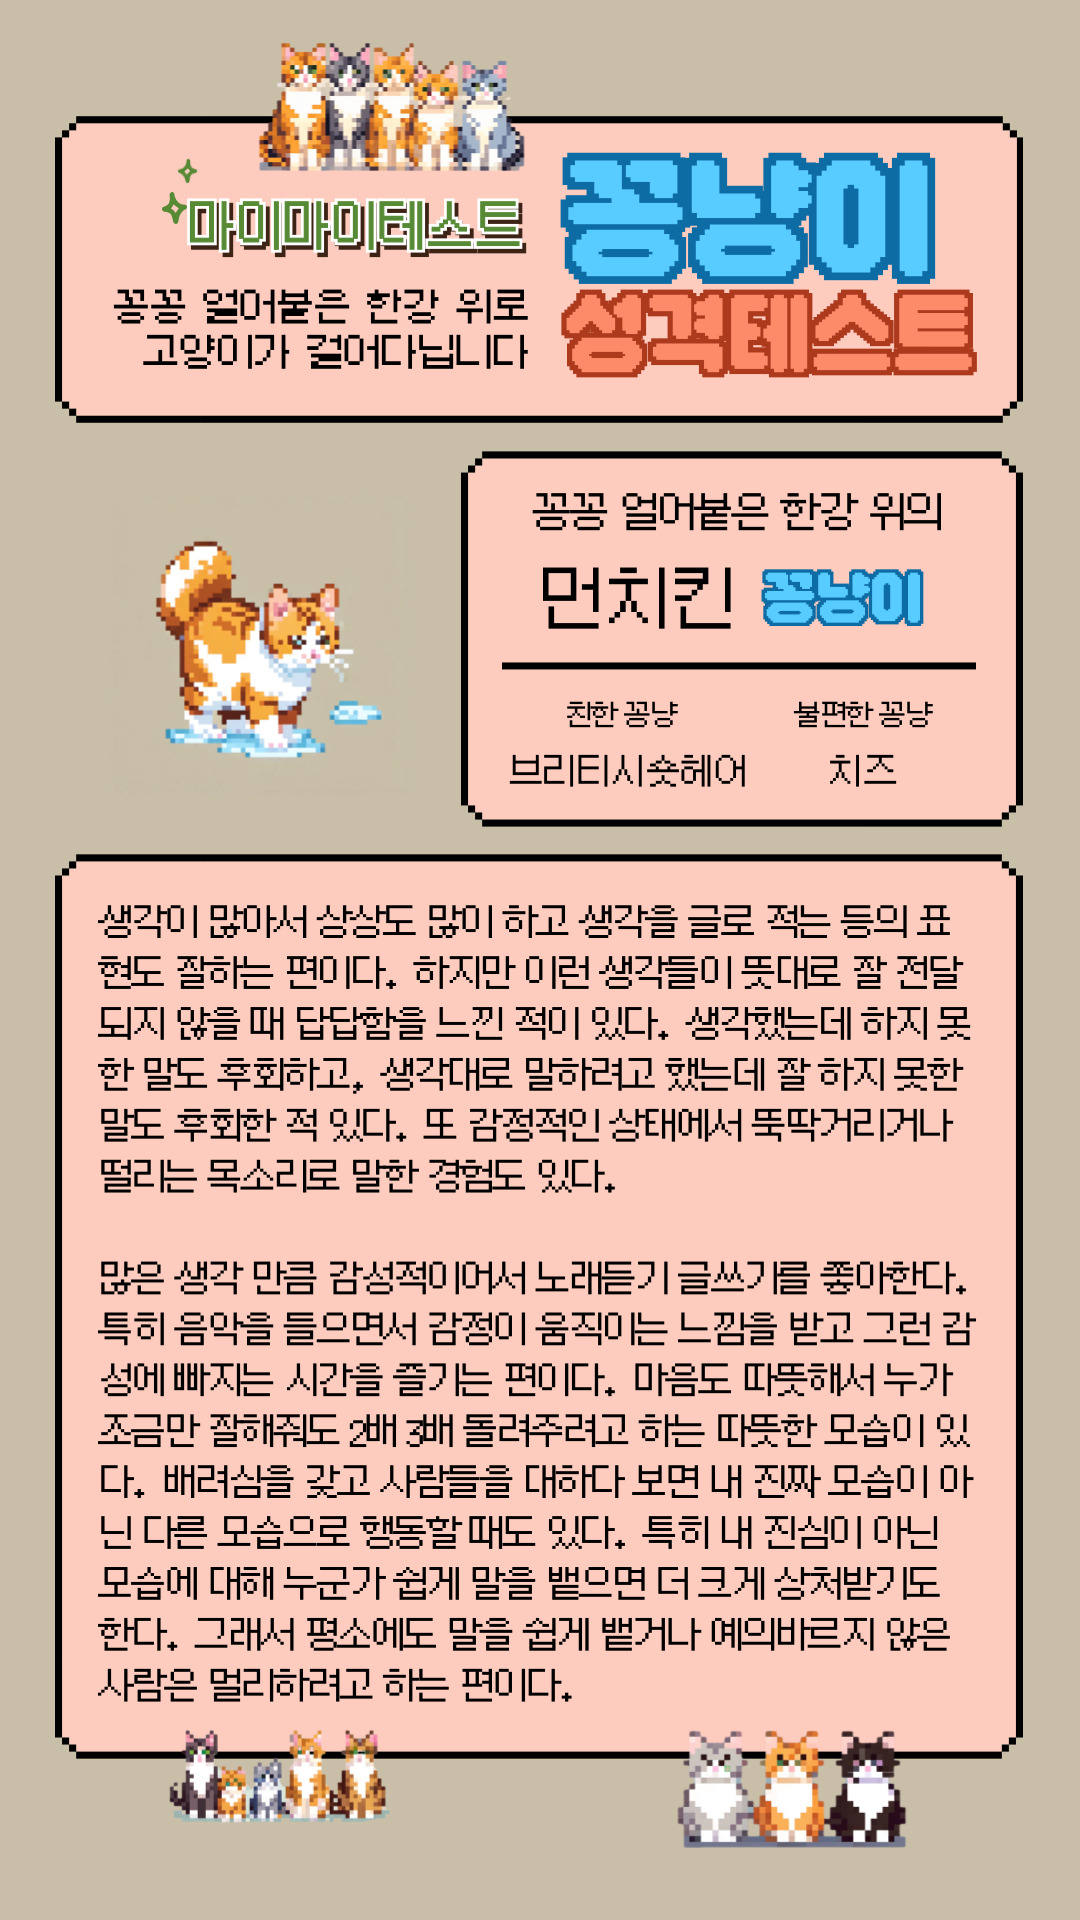 마이마이테스트
꽁꽁 얼어붙은 한강 위로
고양이가 걸어다닙니다
꽁냥이
성격테스트
꽁꽁 얼어붙은 한강 위의
먼치킨 꽁냥이
친한 꽁냥 불편한 꽁냥
브리티시숏헤어 치즈
생각이 많아서 상상도 많이 하고 생각을 글로 적는 등의 표
현도 잘하는 편이다. 하지만 이런 생각들이 뜻대로 잘 전달
되지 않을 때 답답함을 느낀 적이 있다. 생각했는데 하지 못
한 말도 후회하고, 생각대로 말하려고 했는데 잘 하지 못한
말도 후회한 적 있다. 또 감정적인 상태에서 뚝딱거리거나
떨리는 목소리로 말한 경험도 있다.
많은 생각 만큼 감성적이어서 노래듣기 글쓰기를 좋아한다.
특히 음악을 들으면서 감정이 움직이는 느낌을 받고 그런 감
성에 빠지는 시간을 즐기는 편이다. 마음도 따뜻해서 누가
조금만 잘해줘도 2배 3배 돌려주려고 하는 따뜻한 모습이 있
다. 배려심을 갖고 사람들을 대하다 보면 내 진짜 모습이 아
닌 다른 모습으로 행동할 때도 있다. 특히 내 진심이 아닌
모습에 대해 누군가 쉽게 말을 뱉으면 더 크게 상처받기도
한다. 그래서 평소에도 말을 쉽게 뱉거나 예의바르지 않은
사람은 멀리하려고 하는 편이다.